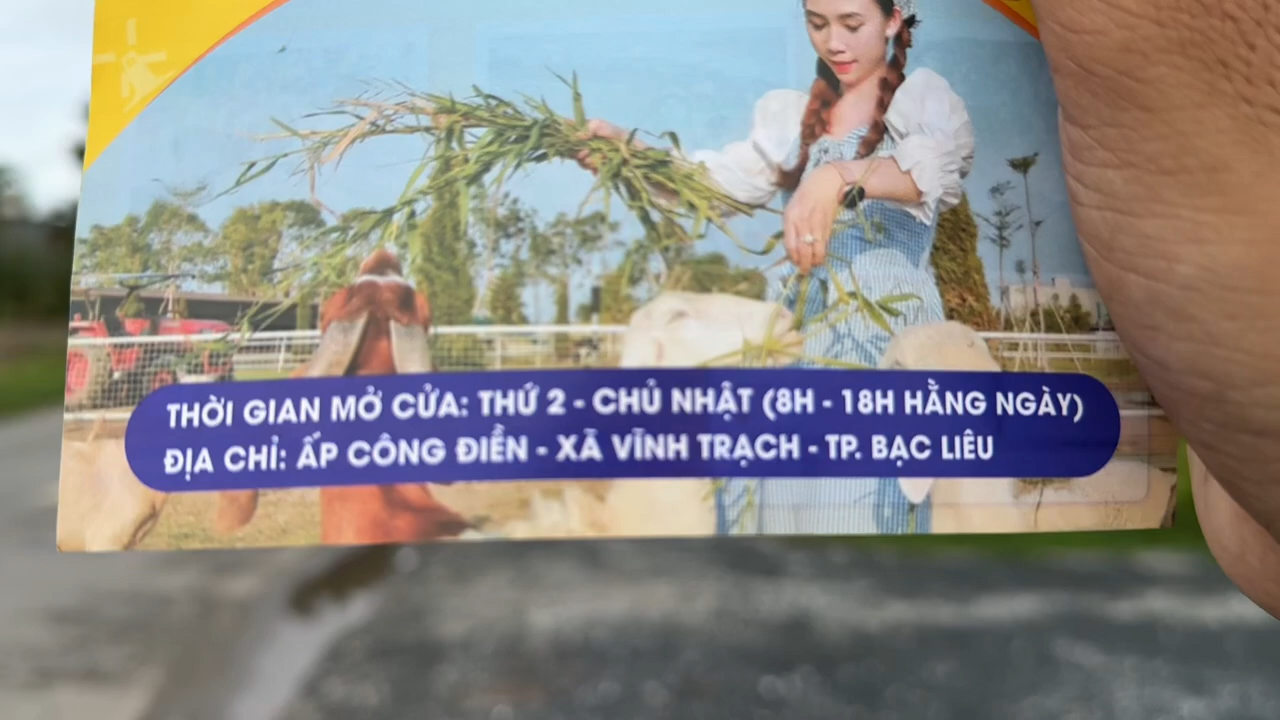 THỜI GIAN MỞ CỬA: THỨ 2 - CHỦ NHẬT (8H - 18H HẰNG NGÀY)
ĐỊA CHỈ: ẤP CÔNG ĐIỀN - XÃ VĨNH TRẠCH - TP. BẠC LIÊU